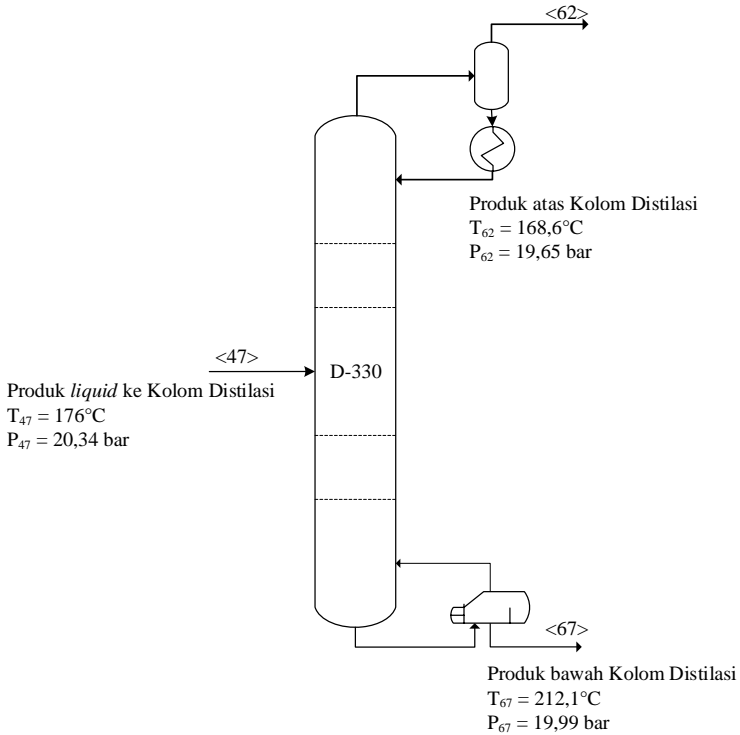 <62>
Produk atas Kolom Distilasi
T₆₂ = 168,6°C
P₆₂ = 19,65 bar
<47>
D-330
Produk liquid ke Kolom Distilasi
T₄₇ = 176°C
P₄₇ = 20,34 bar
<67>
Produk bawah Kolom Distilasi
T₆₇ = 212,1°C
P₆₇ = 19,99 bar